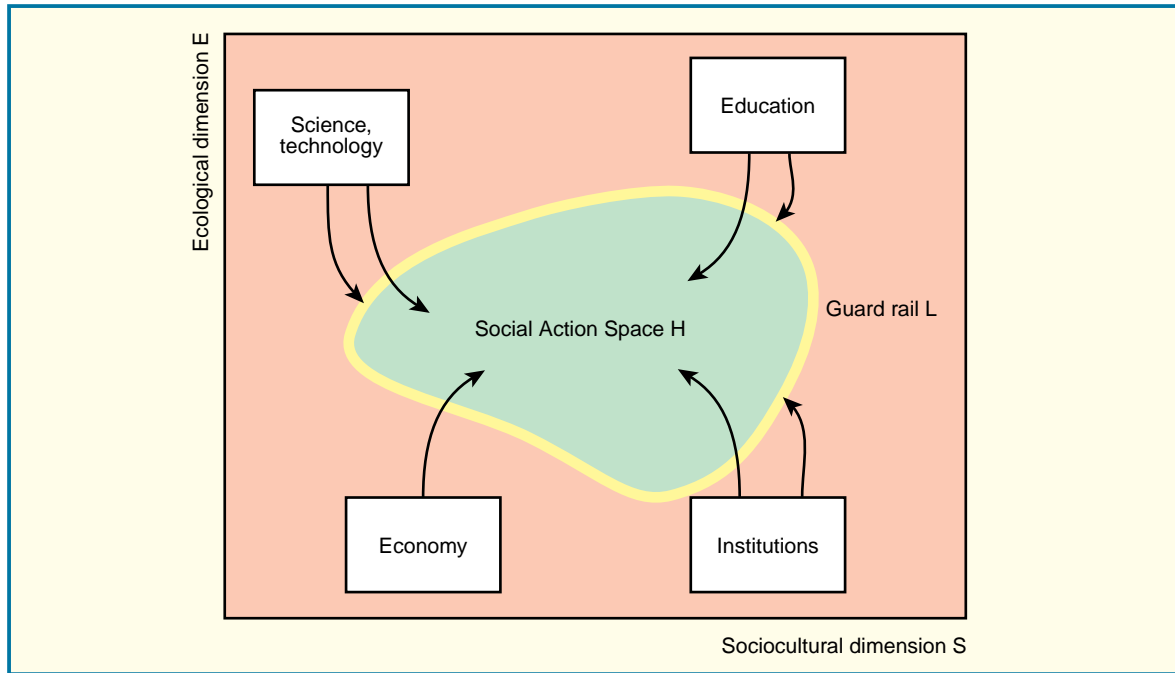 Ecological dimension E
Science,
technology
Education
Social Action Space H
Guard rail L
Economy
Institutions
Sociocultural dimension S